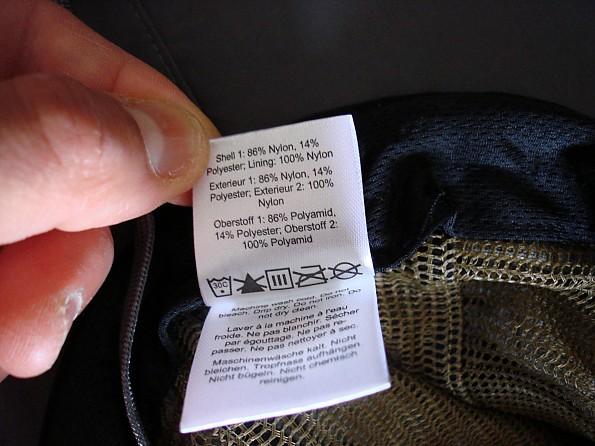 Shell 1: 86% Nylon, 14%
Polyester; Lining: 100% Nylon
Exterieur 1: 86% Nylon, 14%
Polyester; Exterieur 2: 100%
Nylon
Oberstoff 1: 86% Polyamid,
14% Polyester; Oberstoff 2:
100% Polyamid
30C
Machine wash cold. Do not
bleach. Drip dry. Do not iron. Do
not dry clean.
Laver à la machine à l'eau
froide. Ne pas blanchir. Sécher
par égouttage. Ne pas re-
passer. Ne pas nettoyer à sec.
Maschinenwäsche kalt. Nicht
bleichen. Tropfnass aufhängen
Nicht bügeln. Nicht chemisch
reinigen.